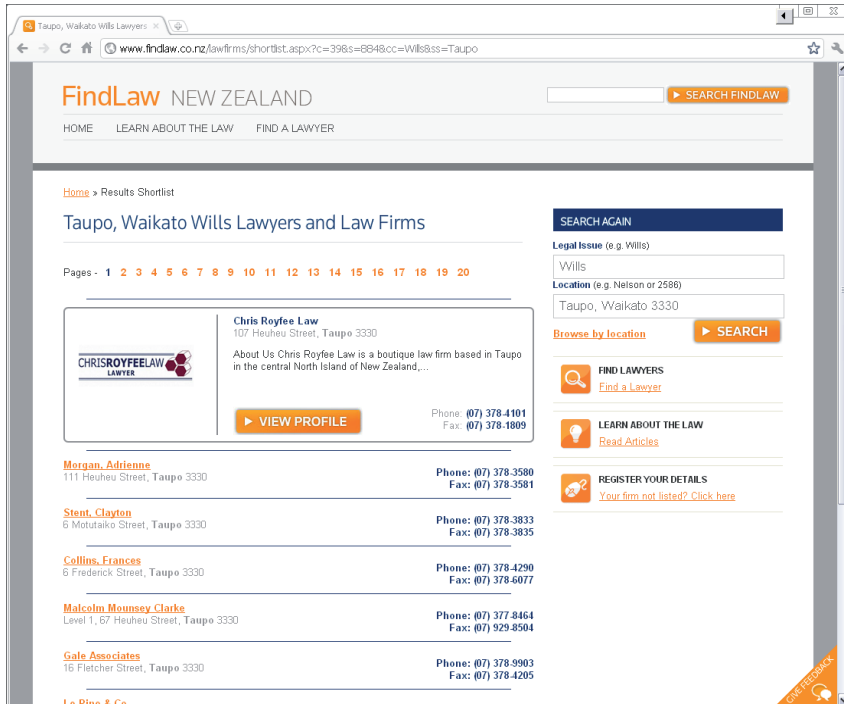 Taupo, Waikato Wills Lawyers
www.findlaw.co.nz/lawfirms/shortlist.aspx?c=39&s=884&cc=Wills&ss=Taupo
FindLaw NEW ZEALAND
SEARCH FINDLAW
HOME LEARN ABOUT THE LAW FIND A LAWYER
Home » Results Shortlist
Taupo, Waikato Wills Lawyers and Law Firms
Pages - 1 2 3 4 5 6 7 8 9 10 11 12 13 14 15 16 17 18 19 20
CHRISROYFEELAW
LAWYER
Chris Royfee Law
107 Heuheu Street, Taupo 3330
About Us Chris Royfee Law is a boutique law firm based in Taupo
in the central North Island of New Zealand,...
VIEW PROFILE
Phone: (07) 378-4101
Fax: (07) 378-1809
Morgan, Adrienne
111 Heuheu Street, Taupo 3330
Phone: (07) 378-3580
Fax: (07) 378-3581
Stent, Clayton
6 Motutaiko Street, Taupo 3330
Phone: (07) 378-3833
Fax: (07) 378-3835
Collins, Frances
6 Frederick Street, Taupo 3330
Phone: (07) 378-4290
Fax: (07) 378-6077
Malcolm Mounsey Clarke
Level 1, 67 Heuheu Street, Taupo 3330
Phone: (07) 377-8464
Fax: (07) 929-8504
Gale Associates
16 Fletcher Street, Taupo 3330
Phone: (07) 378-9903
Fax: (07) 378-4205
Le Pine & Co
SEARCH AGAIN
Legal Issue (e.g. Wills)
Wills
Location (e.g. Nelson or 2586)
Taupo, Waikato 3330
Browse by location
SEARCH
FIND LAWYERS
Find a Lawyer
LEARN ABOUT THE LAW
Read Articles
REGISTER YOUR DETAILS
Your firm not listed? Click here
GIVE FEEDBACK